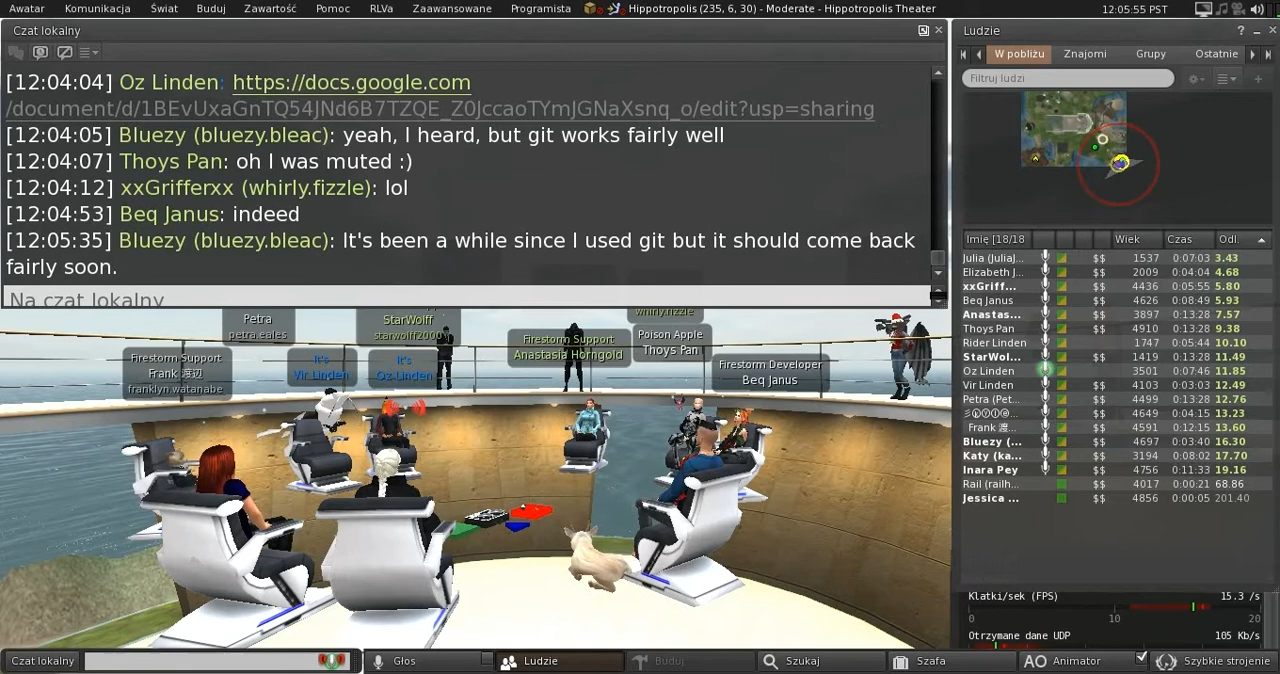 Awatar Komunikacja Świat Buduj Zawartość Pomoc RLVa Zaawansowane Programista Hippotropolis (235, 6, 30) - Moderate - Hippotropolis Theater 12:05:55 PST
Czat lokalny
[12:04:04] Oz Linden: https://docs.google.com
/document/d/1BEvUxaGnTQ54JNd6B7TZQE_Z0JccaoTYmJGNaXsnq_o/edit?usp=sharing
[12:04:05] Bluezy (bluezy.bleac): yeah, I heard, but git works fairly well
[12:04:07] Thoys Pan: oh I was muted :)
[12:04:12] xxGrifferxx (whirly.fizzle): lol
[12:04:53] Beq Janus: indeed
[12:05:35] Bluezy (bluezy.bleac): It's been a while since I used git but it should come back
fairly soon.
Na czat lokalny
Petra
petra.eales
StarWolff
starwolff2000
whirly.fizzle
Firestorm Support
Frank 渡辺
franklyn.watanabe
It's
Vir Linden
It's
Oz Linden
Firestorm Support
Anastasia Horngold
Poison Apple
Thoys Pan
Firestorm Developer
Beq Janus
Ludzie
W pobliżu Znajomi Grupy Ostatnie
Filtruj ludzi
Imię [18/18 Wiek Czas Odl.
Julia (JuliaJ... $$ 1537 0:07:03 3.43
Elizabeth J... $$ 2009 0:04:04 4.68
xxGriff... $$ 4436 0:05:55 5.80
Beq Janus $$ 4626 0:08:49 5.93
Anastas... $$ 3897 0:13:28 7.57
Thoys Pan $$ 4910 0:13:28 9.38
Rider Linden 1747 0:05:44 10.10
StarWol... $$ 1419 0:13:28 11.49
Oz Linden 3501 0:07:46 11.85
Vir Linden $$ 4103 0:03:03 12.49
Petra (Pet... $$ 4499 0:13:28 12.76
$$ 4649 0:04:15 13.23
Frank 渡... $$ 4591 0:12:15 13.60
Bluezy (... $$ 4697 0:03:40 16.30
Katy (ka... $$ 3194 0:08:02 17.70
Inara Pey $$ 4756 0:11:33 19.16
Rail (railh... $$ 4017 0:00:21 68.86
Jessica ... $$ 4856 0:00:05 201.40
Klatki/sek (FPS) 15.3 /s
0 10 20
Otrzymane dane UDP 105 Kb/s
Czat lokalny Głos Ludzie Buduj Szukaj Szafa AO Animator Szybkie strojenie